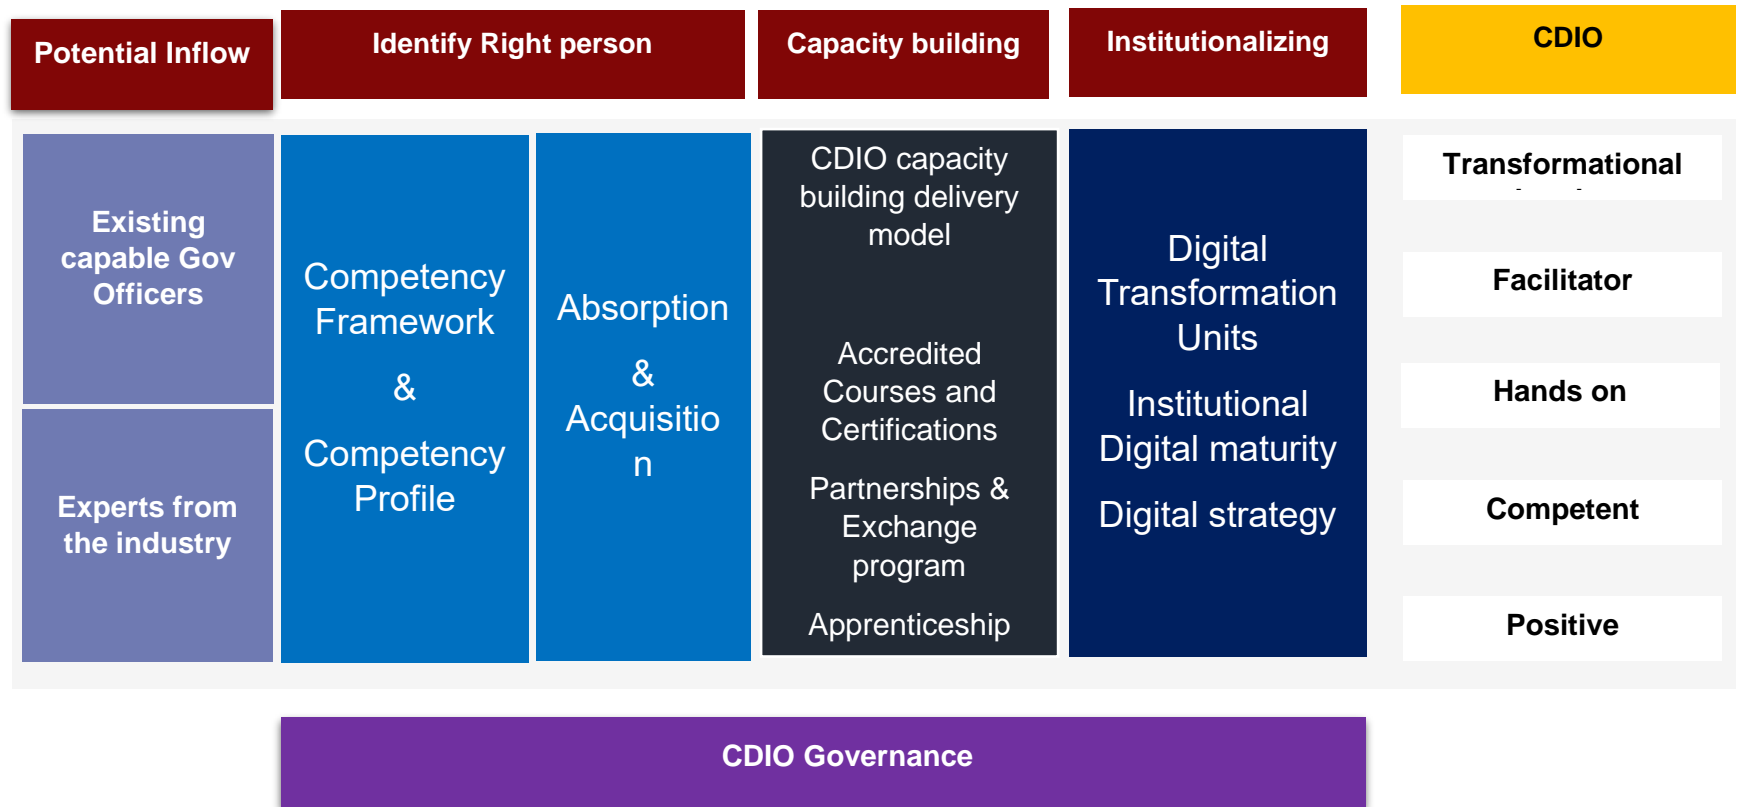 Potential Inflow
Identify Right person
Capacity building
Institutionalizing
CDIO
Existing
capable Gov
Officers
Experts from
the industry
Competency
Framework
&
Competency
Profile
Absorption
&
Acquisitio
n
CDIO capacity
building delivery
model
Accredited
Courses and
Certifications
Partnerships &
Exchange
program
Apprenticeship
Digital
Transformation
Units
Institutional
Digital maturity
Digital strategy
Transformational
Facilitator
Hands on
Competent
Positive
CDIO Governance